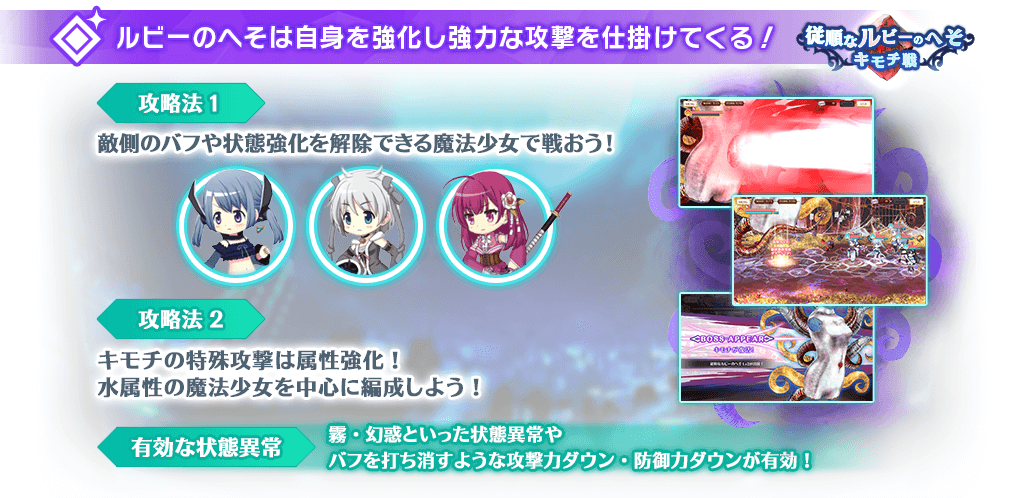 ルビーのへそは自身を強化し強力な攻撃を仕掛けてくる！
従順なルビーのへそ
キモチ戦
攻略法1
敵側のバフや状態強化を解除できる魔法少女で戦おう！
攻略法2
キモチの特殊攻撃は属性強化！
水属性の魔法少女を中心に編成しよう！
<BOSS APPEAR>
有効な状態異常
霧・幻惑といった状態異常や
バフを打ち消すような攻撃力ダウン・防御力ダウンが有効！